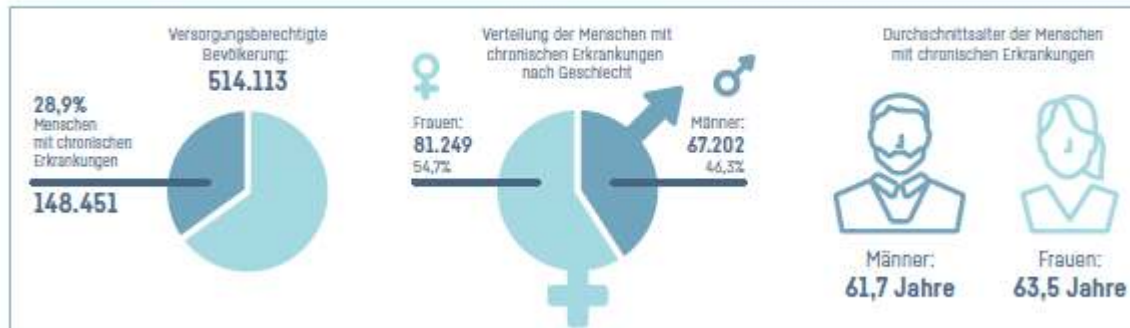 Versorgungsberechtigte
Bevölkerung:
514.113
28,9%
Menschen
mit chronischen
Erkrankungen
148.451
Verteilung der Menschen mit
chronischen Erkrankungen
nach Geschlecht
Frauen:
81.249
54,7%
Männer:
67.202
46,3%
Durchschnittsalter der Menschen
mit chronischen Erkrankungen
Männer:
61,7 Jahre
Frauen:
63,5 Jahre